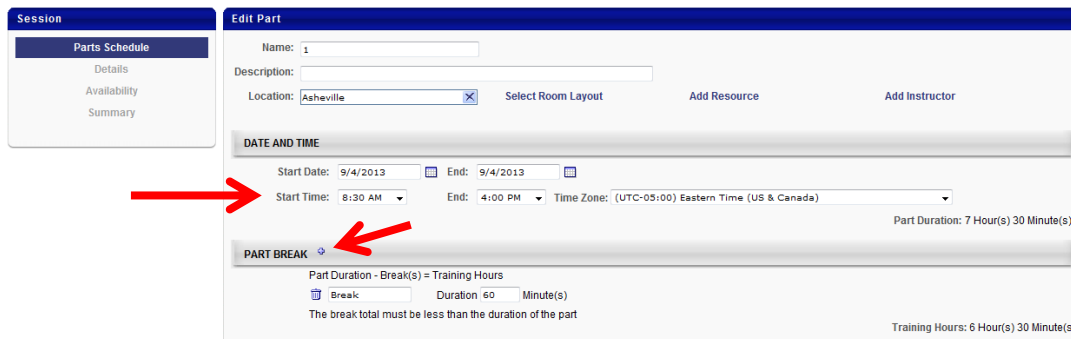 Session
Parts Schedule
Details
Availability
Summary
Edit Part
Name: 1
Description:
Location: Asheville Select Room Layout Add Resource Add Instructor
DATE AND TIME
Start Date: 9/4/2013 End: 9/4/2013
Start Time: 8:30 AM End: 4:00 PM Time Zone: (UTC-05:00) Eastern Time (US & Canada)
Part Duration: 7 Hour(s) 30 Minute(s)
PART BREAK
Part Duration - Break(s) = Training Hours
Break Duration 60 Minute(s)
The break total must be less than the duration of the part
Training Hours: 6 Hour(s) 30 Minute(s